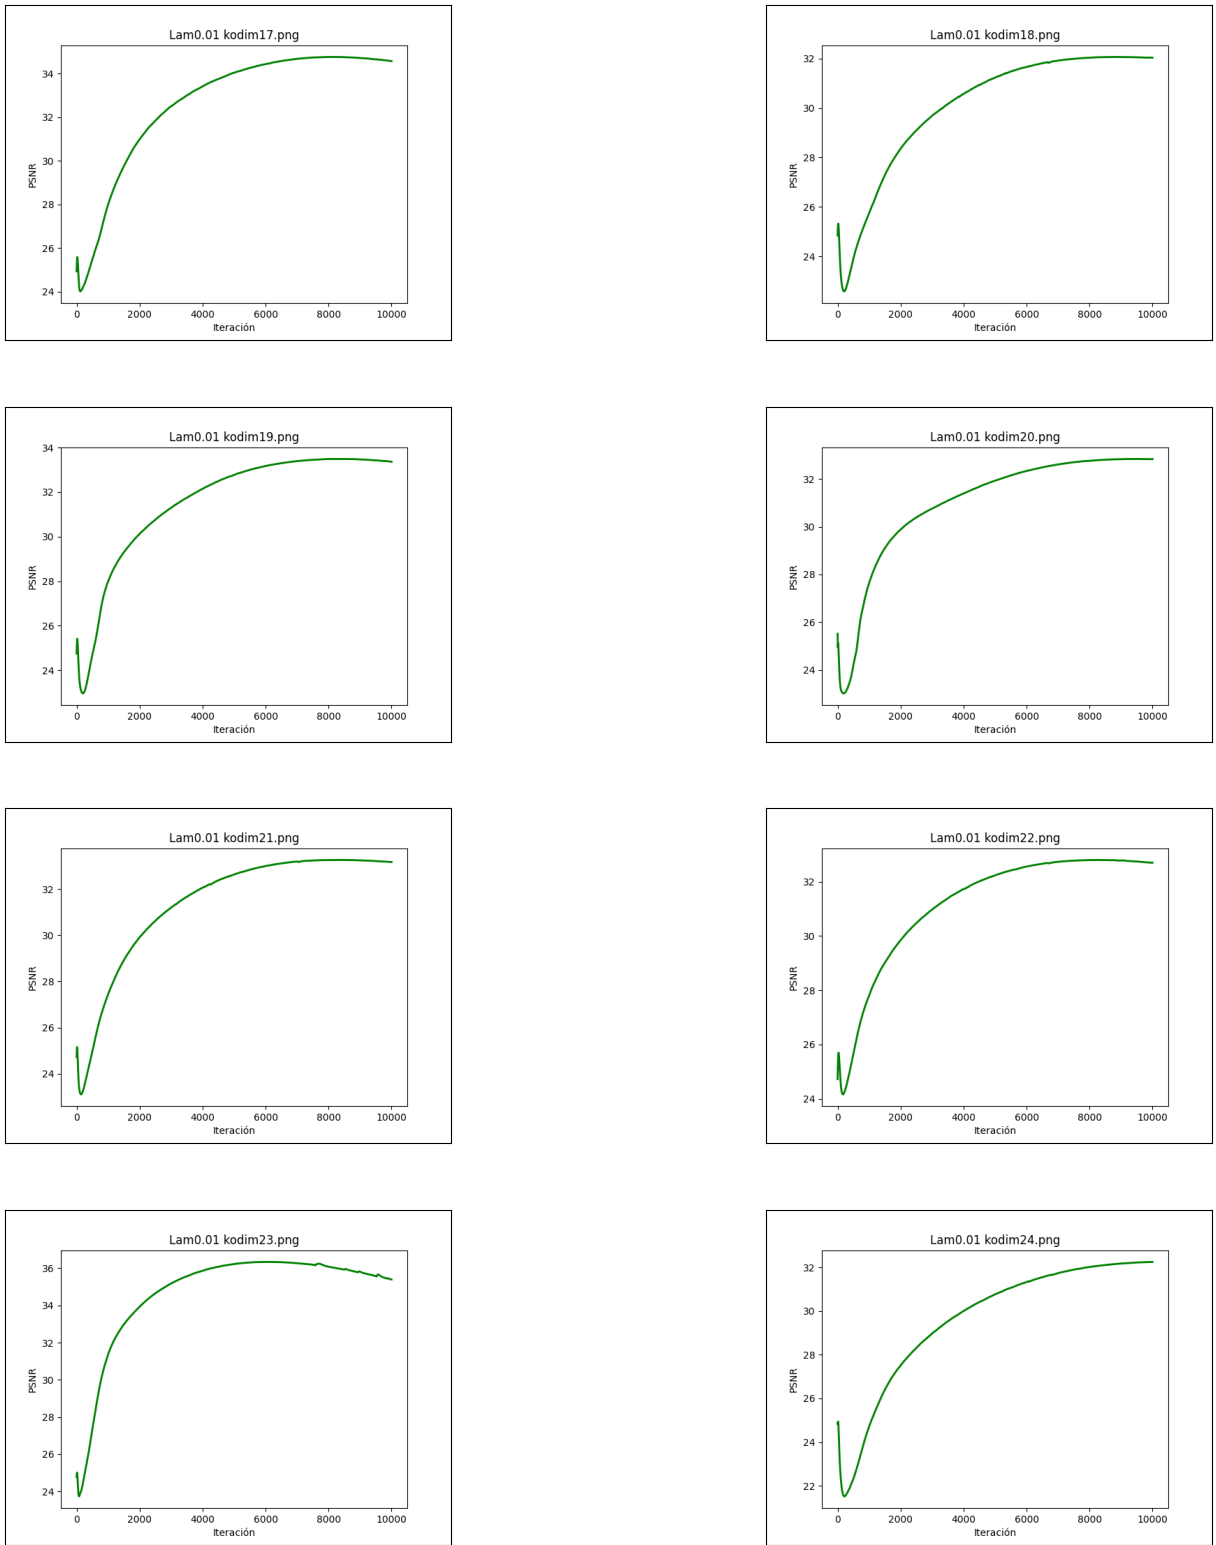 Lam0.01 kodim17.png
34
32
30
28
26
24
PSNR
0 2000 4000 6000 8000 10000
Iteración
Lam0.01 kodim18.png
32
30
28
26
24
PSNR
0 2000 4000 6000 8000 10000
Iteración
Lam0.01 kodim19.png
34
32
30
28
26
24
PSNR
0 2000 4000 6000 8000 10000
Iteración
Lam0.01 kodim20.png
32
30
28
26
24
PSNR
0 2000 4000 6000 8000 10000
Iteración
Lam0.01 kodim21.png
32
30
28
26
24
PSNR
0 2000 4000 6000 8000 10000
Iteración
Lam0.01 kodim22.png
32
30
28
26
24
PSNR
0 2000 4000 6000 8000 10000
Iteración
Lam0.01 kodim23.png
36
34
32
30
28
26
24
PSNR
0 2000 4000 6000 8000 10000
Iteración
Lam0.01 kodim24.png
32
30
28
26
24
22
PSNR
0 2000 4000 6000 8000 10000
Iteración